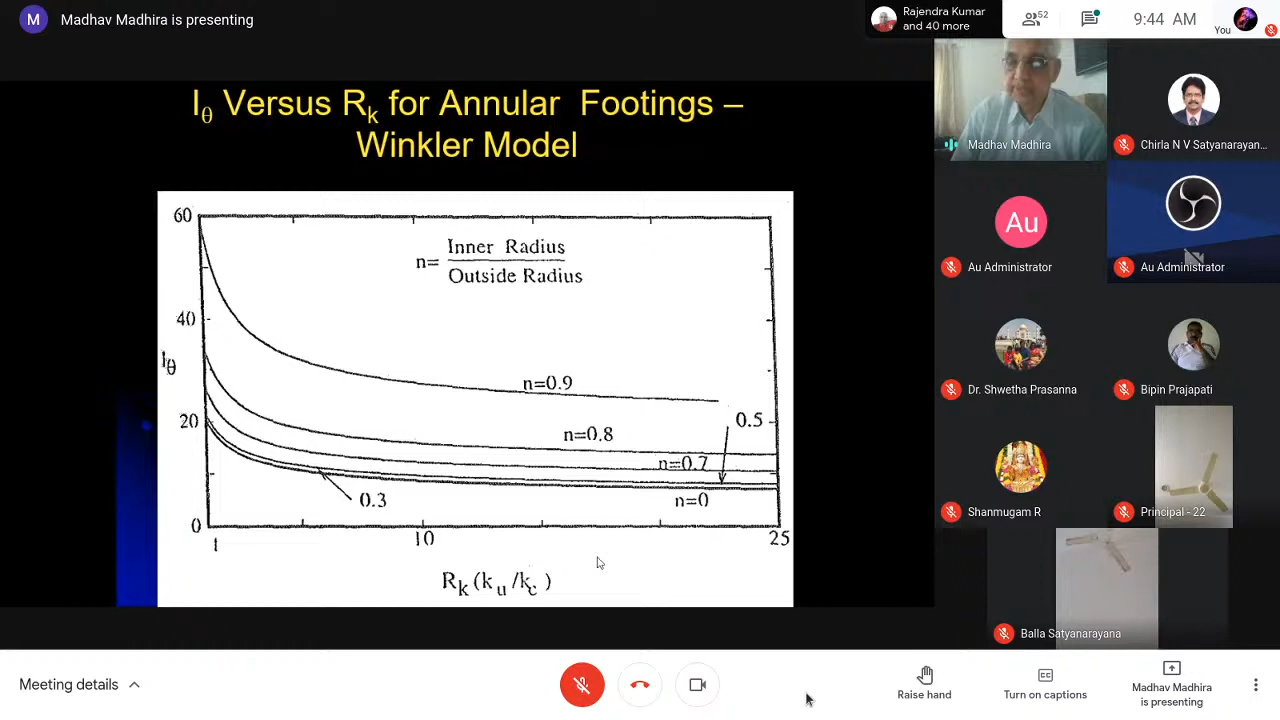 M Madhav Madhira is presenting
Rajendra Kumar
and 40 more
52
9:44 AM
You
Iθ Versus Rk for Annular Footings –
Winkler Model
60
40
20
0
Iθ
n= Inner Radius
Outside Radius
n=0.9
n=0.8
0.5
n=0.7
0.3
n=0
1
10
25
Rk (ku /kc )
Madhav Madhira
Chirla N V Satyanarayan...
Au
Au Administrator
Au Administrator
Dr. Shwetha Prasanna
Bipin Prajapati
Shanmugam R
Principal - 22
Balla Satyanarayana
Meeting details
Raise hand
Turn on captions
Madhav Madhira
is presenting